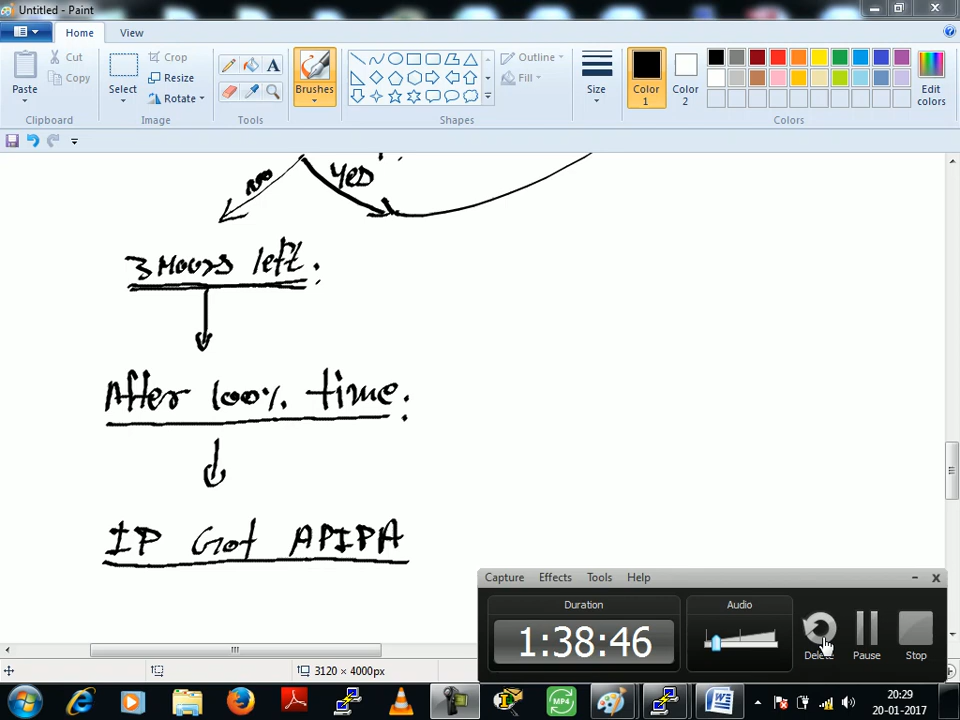 Untitled - Paint
Home View
Paste
Cut
Copy
Clipboard
Select
Crop
Resize
Rotate
Image
Tools
Brushes
Outline
Fill
Shapes
Size
Color 1
Color 2
Edit colors
Colors
no Yes
3 Hours left.
After 100% time.
IP Got APIPA
Capture Effects Tools Help
Duration
1:38:46
Audio
Delete
Pause
Stop
3120 × 4000px
MP4
20:29
20-01-2017